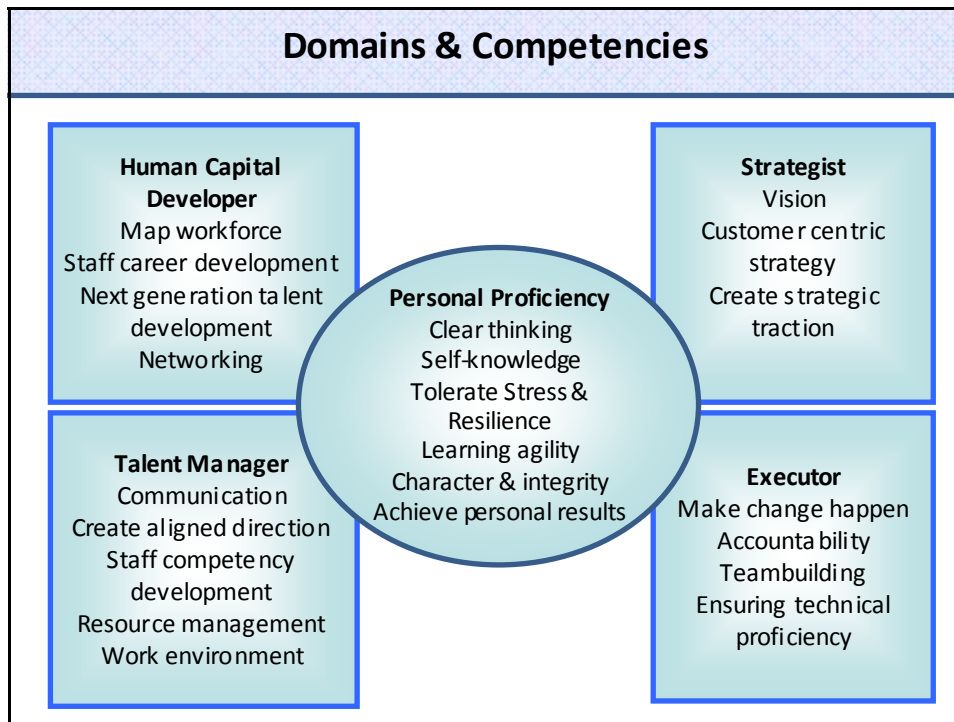 Domains & Competencies
Human Capital
Developer
Map workforce
Staff career development
Next generation talent
development
Networking
Strategist
Vision
Customer centric
strategy
Create strategic
traction
Personal Proficiency
Clear thinking
Self-knowledge
Tolerate Stress &
Resilience
Learning agility
Character & integrity
Achieve personal results
Talent Manager
Communication
Create aligned direction
Staff competency
development
Resource management
Work environment
Executor
Make change happen
Accountability
Teambuilding
Ensuring technical
proficiency